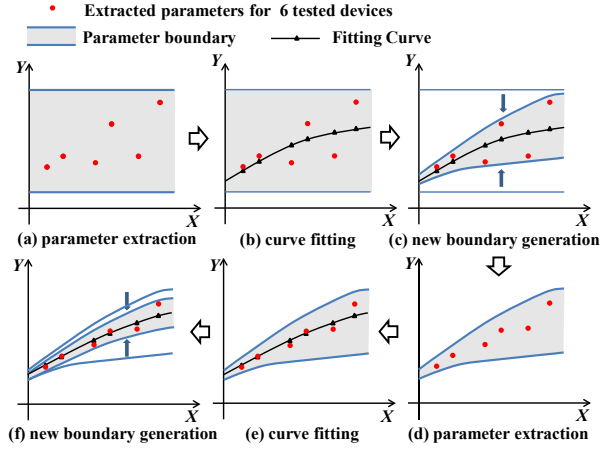 Extracted parameters for 6 tested devices
Parameter boundary Fitting Curve
Y Y Y
X X X
(a) parameter extraction (b) curve fitting (c) new boundary generation
Y Y Y
X X X
(f) new boundary generation (e) curve fitting (d) parameter extraction